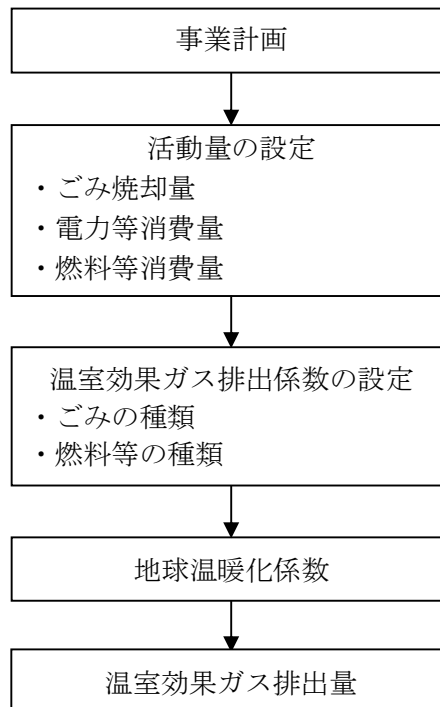 事業計画
活動量の設定
・ごみ焼却量
・電力等消費量
・燃料等消費量
温室効果ガス排出係数の設定
・ごみの種類
・燃料等の種類
地球温暖化係数
温室効果ガス排出量